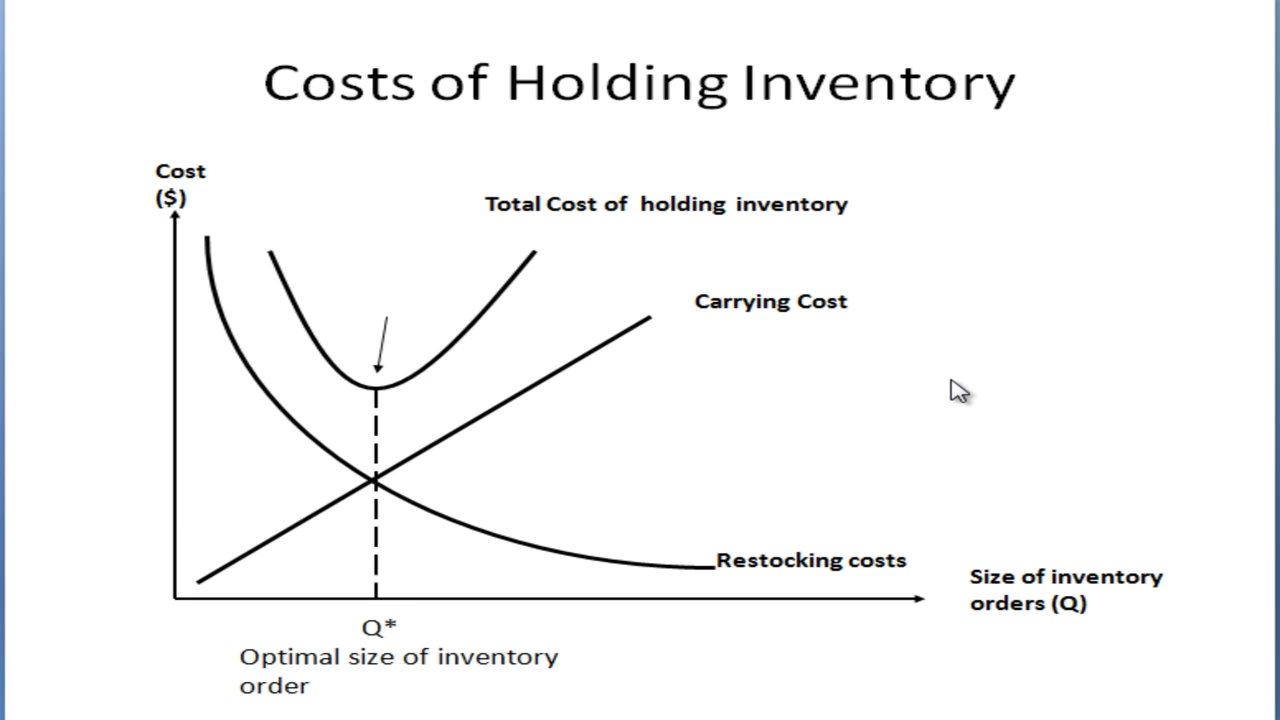 Costs of Holding Inventory
Cost
($)
Total Cost of holding inventory
Carrying Cost
Restocking costs
Size of inventory
orders (Q)
Q*
Optimal size of inventory
order